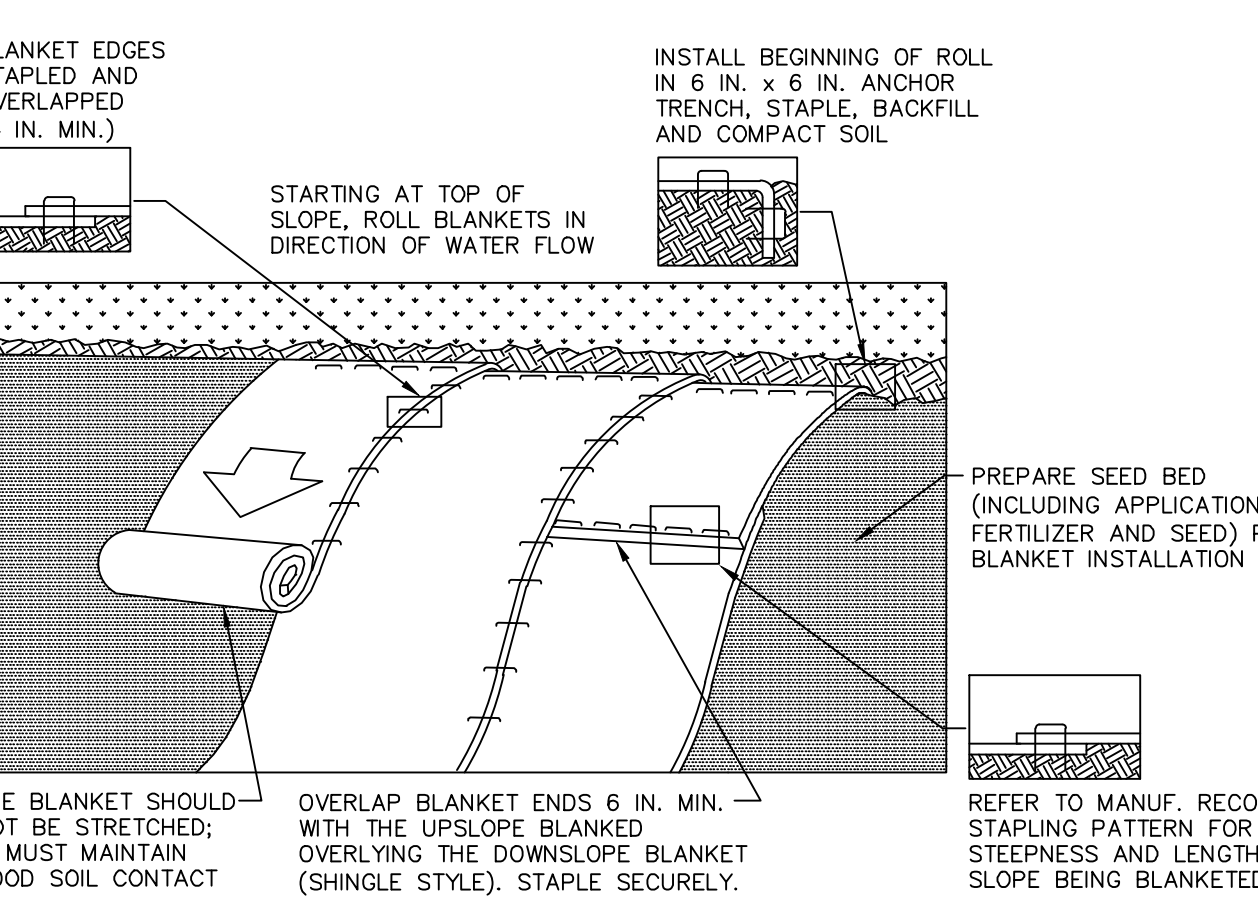 LANKET EDGES
TAPLED AND
VERLAPPED
IN. MIN.)
INSTALL BEGINNING OF ROLL
IN 6 IN. x 6 IN. ANCHOR
TRENCH, STAPLE, BACKFILL
AND COMPACT SOIL
STARTING AT TOP OF
SLOPE, ROLL BLANKETS IN
DIRECTION OF WATER FLOW
PREPARE SEED BED
(INCLUDING APPLICATION
FERTILIZER AND SEED)
BLANKET INSTALLATION
E BLANKET SHOULD
OT BE STRETCHED;
MUST MAINTAIN
OOD SOIL CONTACT
OVERLAP BLANKET ENDS 6 IN. MIN.
WITH THE UPSLOPE BLANKED
OVERLYING THE DOWNSLOPE BLANKET
(SHINGLE STYLE). STAPLE SECURELY.
REFER TO MANUF. RECO
STAPLING PATTERN FOR
STEEPNESS AND LENGTH
SLOPE BEING BLANKETED